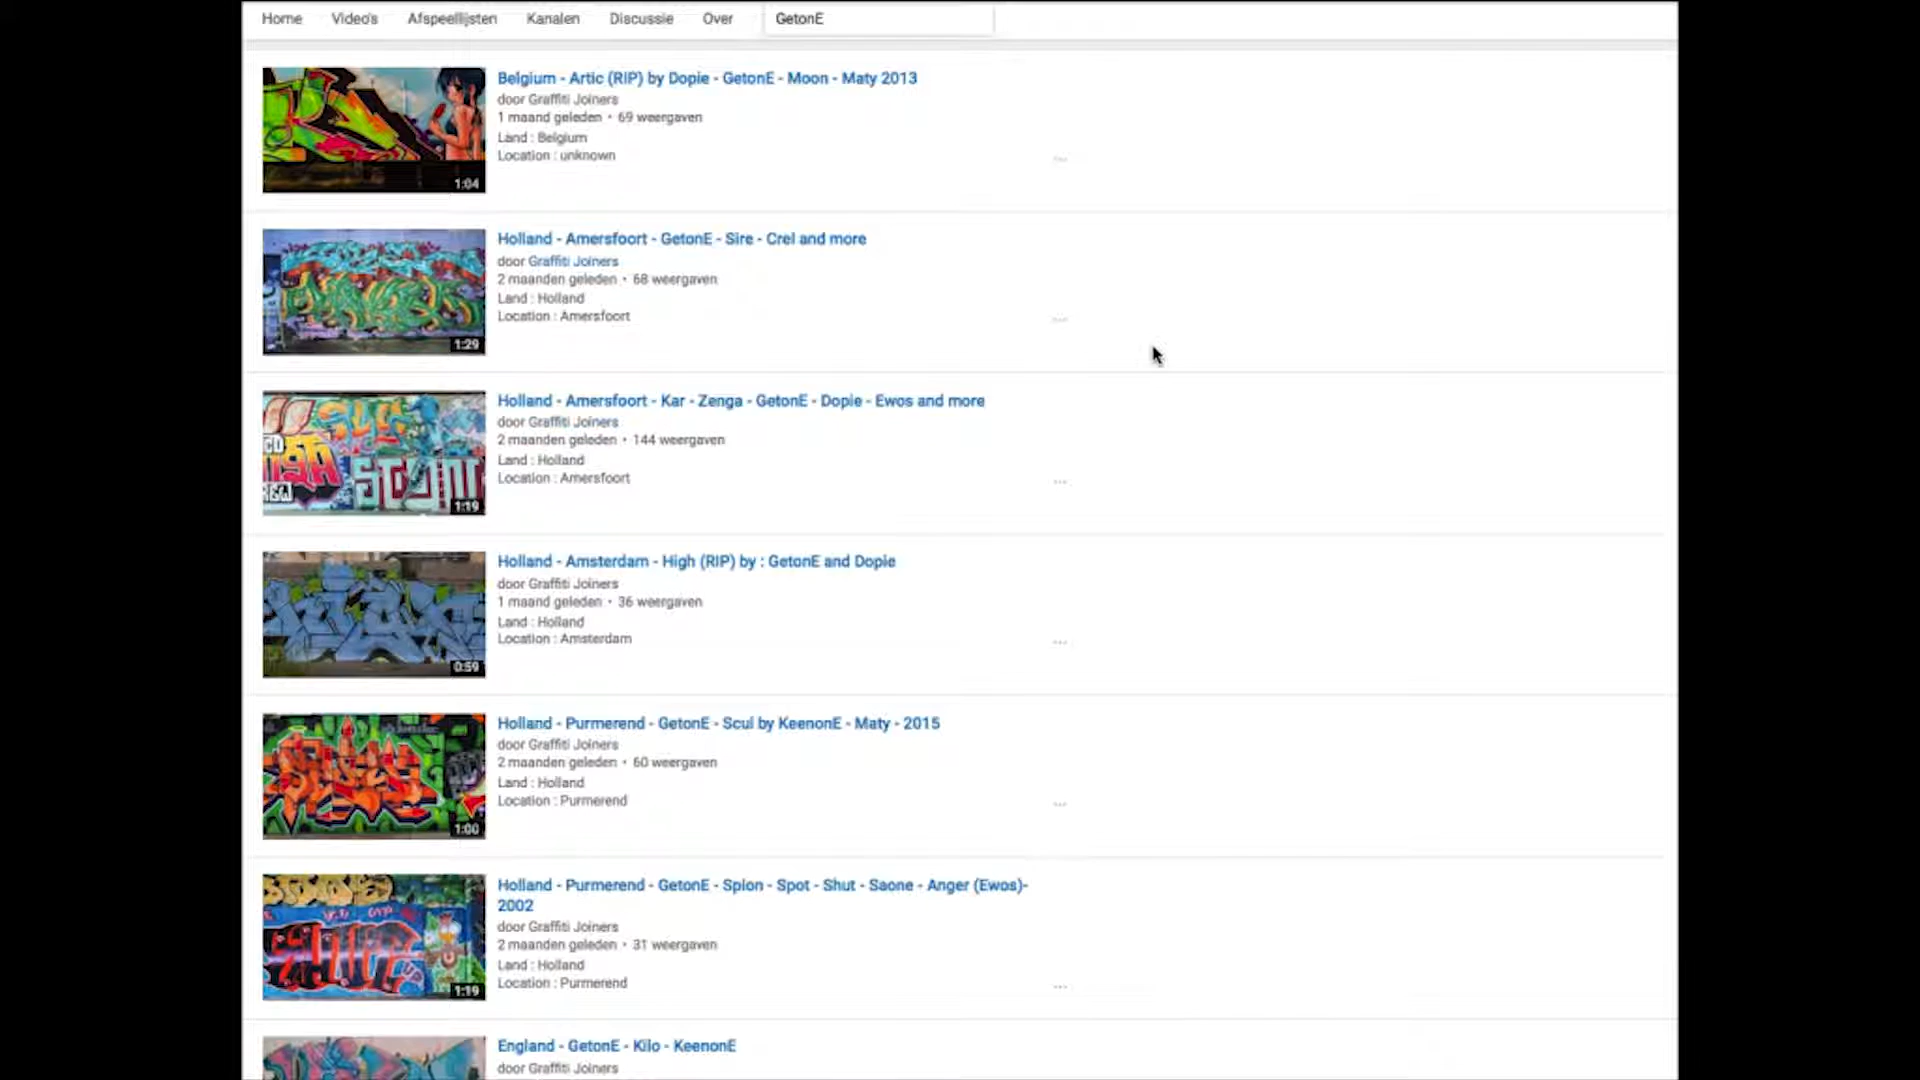 Home Video's Afspeellijsten Kanalen Discussie Over GetonE
Belgium - Artic (RIP) by Dopie - GetonE - Moon - Maty 2013
door Graffiti Joiners
1 maand geleden • 69 weergaven
Land : Belgium
Location : unknown
...
1:04
Holland - Amersfoort - GetonE - Sire - Crel and more
door Graffiti Joiners
2 maanden geleden • 68 weergaven
Land : Holland
Location : Amersfoort
...
1:29
Holland - Amersfoort - Kar - Zenga - GetonE - Dopie - Ewos and more
door Graffiti Joiners
2 maanden geleden • 144 weergaven
Land : Holland
Location : Amersfoort
...
1:19
Holland - Amsterdam - High (RIP) by : GetonE and Dopie
door Graffiti Joiners
1 maand geleden • 36 weergaven
Land : Holland
Location : Amsterdam
...
0:59
Holland - Purmerend - GetonE - Scul by KeenonE - Maty - 2015
door Graffiti Joiners
2 maanden geleden • 60 weergaven
Land : Holland
Location : Purmerend
...
1:00
Holland - Purmerend - GetonE - Spion - Spot - Shut - Saone - Anger (Ewos)-
2002
door Graffiti Joiners
2 maanden geleden • 31 weergaven
Land : Holland
Location : Purmerend
...
1:19
England - GetonE - Kilo - KeenonE
door Graffiti Joiners